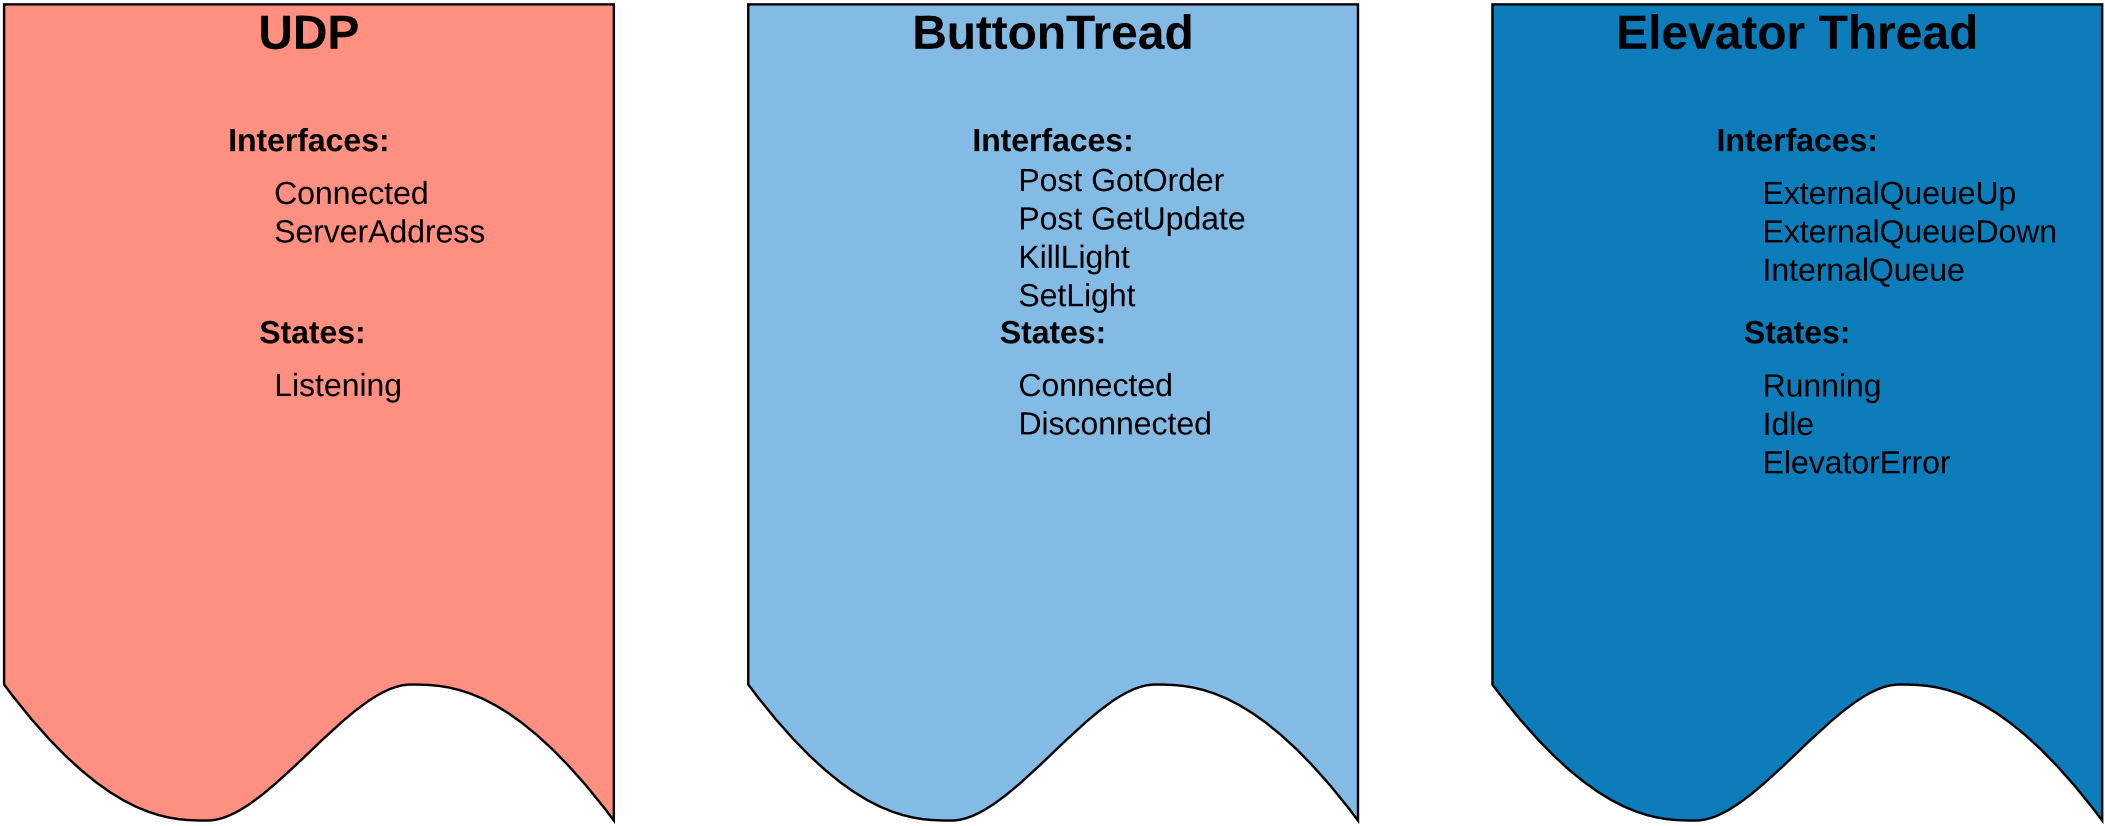 UDP
Interfaces:
Connected
ServerAddress
States:
Listening
ButtonTread
Interfaces:
Post GotOrder
Post GetUpdate
KillLight
SetLight
States:
Connected
Disconnected
Elevator Thread
Interfaces:
ExternalQueueUp
ExternalQueueDown
InternalQueue
States:
Running
Idle
ElevatorError